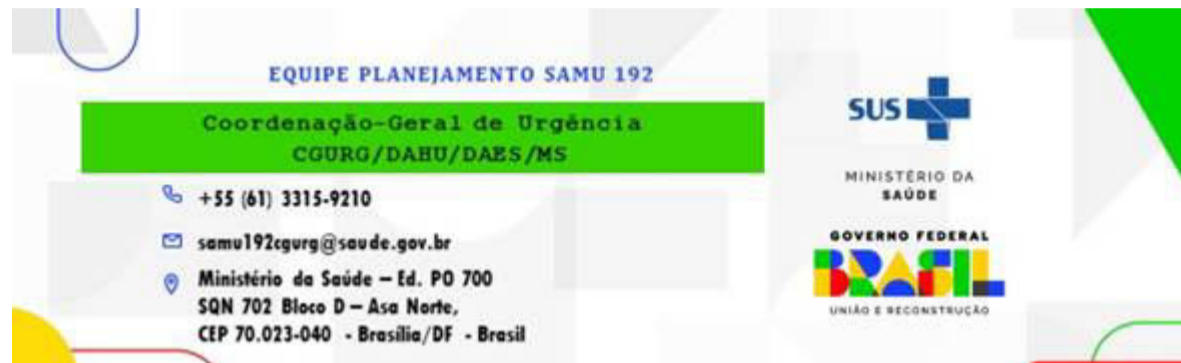 EQUIPE PLANEJAMENTO SAMU 192
Coordenação-Geral de Urgência
CGURG/DAHU/DAES/MS
+55 (61) 3315-9210
samu192cgurg@saude.gov.br
Ministério da Saúde – Ed. PO 700
SQN 702 Bloco D – Asa Norte,
CEP 70.023-040 - Brasília/DF - Brasil
SUS
MINISTÉRIO DA
SAÚDE
GOVERNO FEDERAL
BRASIL
UNIÃO E RECONSTRUÇÃO